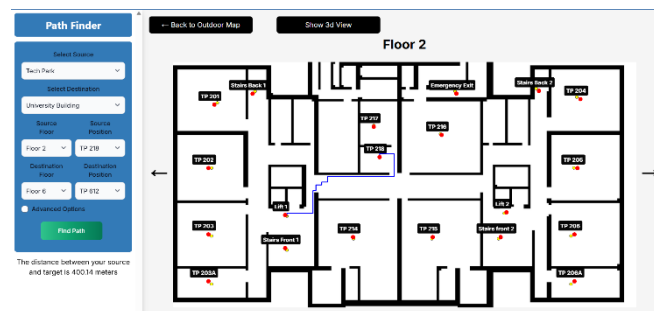 Path Finder
Select Source
Tech Park
Select Destination
University Building
Source Floor
Source Position
Floor 2
TP 218
Destination Floor
Destination Position
Floor 6
TP 612
Advanced Options
Find Path
The distance between your source
and target is 400.14 meters
← Back to Outdoor Map
Show 3d View
Floor 2
Stairs Back 1
Emergency Exit
Stairs Back 2
TP 201
TP 204
TP 217
TP 216
TP 218
TP 202
Lift 1
Lift 2
TP 203
TP 214
TP 215
Stairs front 2
Stairs Front 1
TP 203A
TP 206A